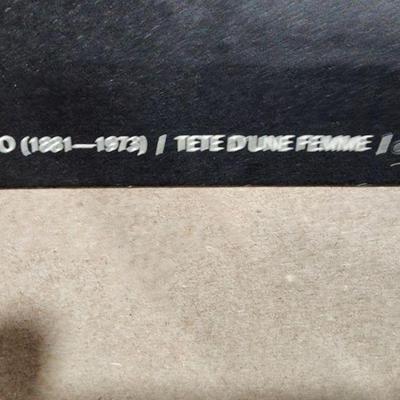 O (1881—1973) / TETE D'UNE FEMME /